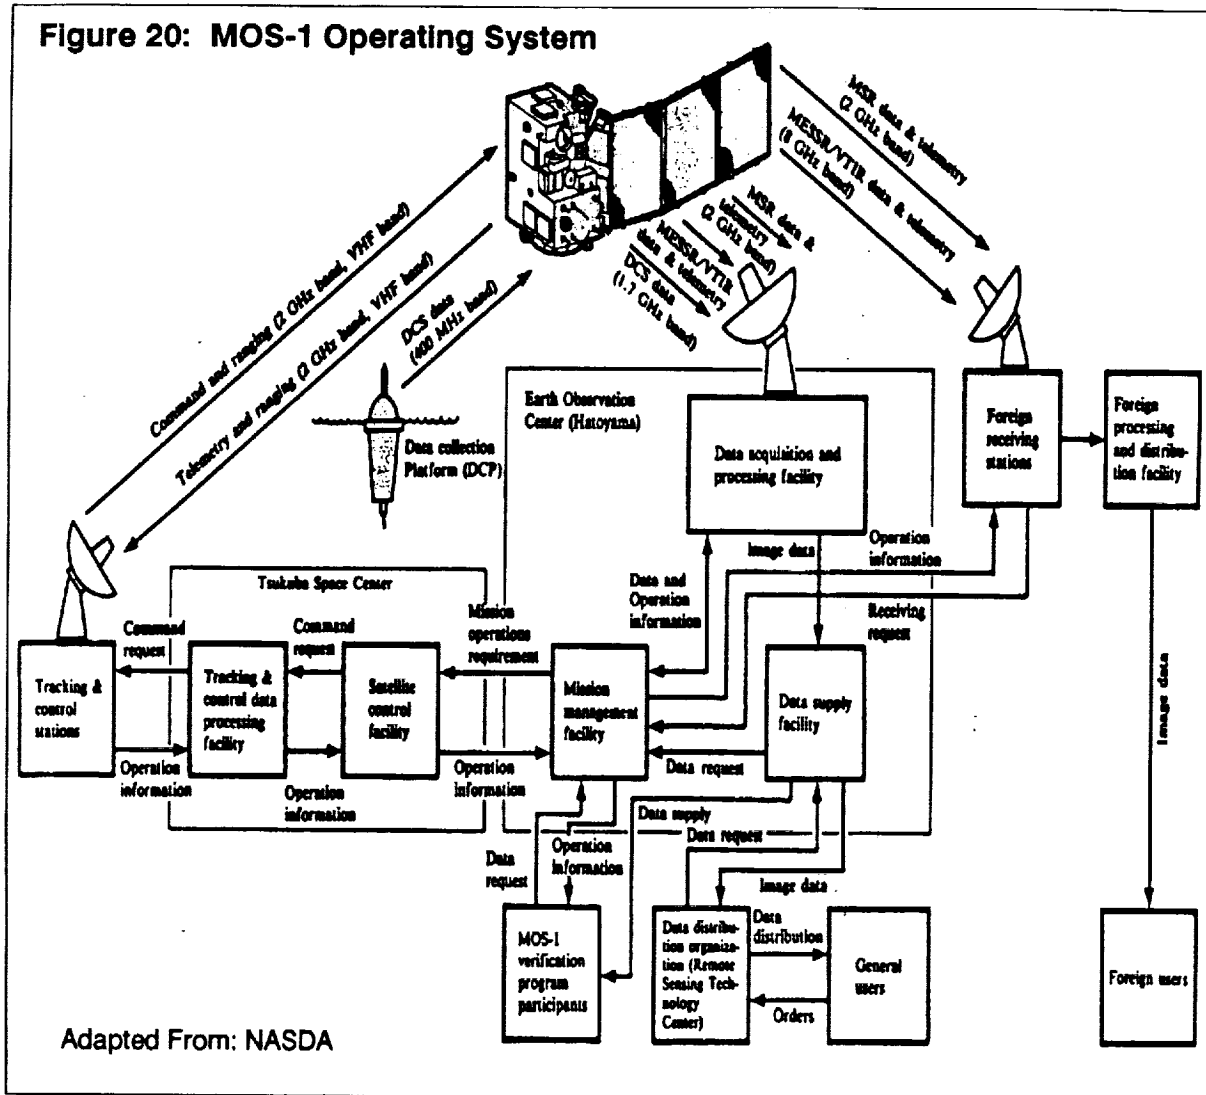 Figure 20: MOS-1 Operating System
MSR data & telemetry
(2 GHz band)
MESSR/VTIR data & telemetry
(8 GHz band)
MSR data &
telemetry
(2 GHz band)
MESSR/VTIR
data & telemetry
DCS data
(1.7 GHz band)
Command and ranging (2 GHz band, VHF band)
Telemetry and ranging (2 GHz band, VHF band)
DCS data
(400 MHz band)
Data collection
Platform (DCP)
Earth Observation
Center (Hatoyama)
Data acquisition and
processing facility
Foreign
receiving
stations
Foreign
processing
and distribu-
tion facility
Image data
Operation
information
Data and
Operation
information
Receiving
request
Tsukuba Space Center
Command
request
Command
request
Mission
operations
requirement
Tracking &
control
stations
Tracking &
control data
processing
facility
Satellite
control
facility
Mission
management
facility
Data supply
facility
Image data
Operation
information
Operation
information
Operation
information
Data request
Data supply
Data request
Data
request
Operation
information
Image data
MOS-1
verification
program
participants
Data distribu-
tion organiza-
tion (Remote
Sensing Tech-
nology
Center)
Data
distribution
Orders
General
users
Foreign users
Adapted From: NASDA